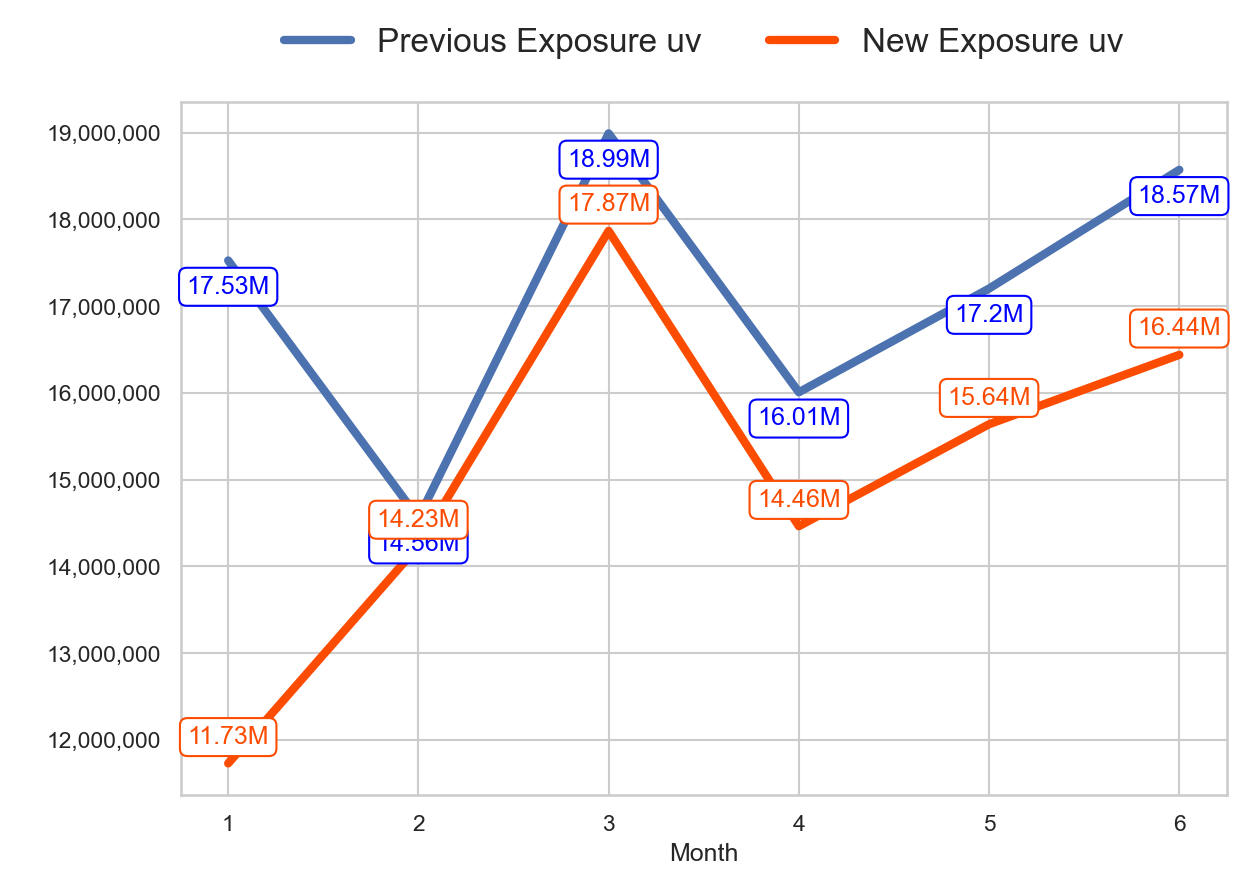 Previous Exposure uv New Exposure uv
19,000,000
18,000,000
17,000,000
16,000,000
15,000,000
14,000,000
13,000,000
12,000,000
17.53M
14.56M
18.99M
16.01M
17.2M
18.57M
11.73M
14.23M
17.87M
14.46M
15.64M
16.44M
1 2 3 4 5 6
Month